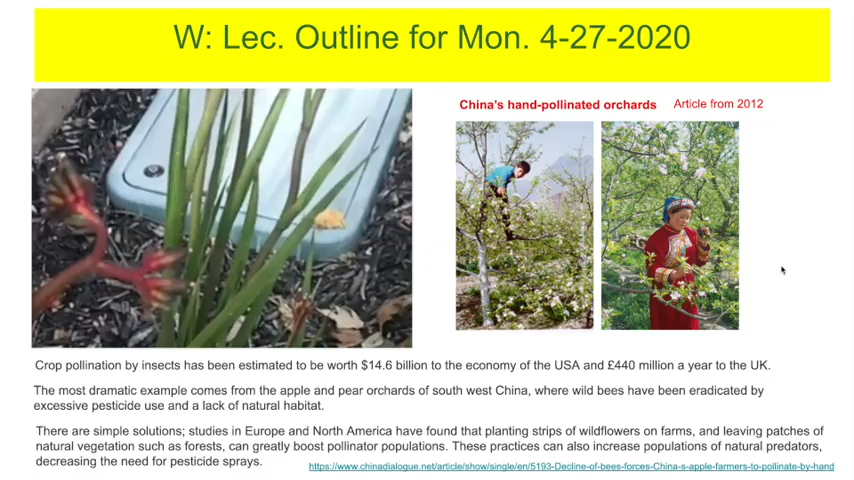 W: Lec. Outline for Mon. 4-27-2020
China's hand-pollinated orchards
Article from 2012
Crop pollination by insects has been estimated to be worth $14.6 billion to the economy of the USA and £440 million a year to the UK.
The most dramatic example comes from the apple and pear orchards of south west China, where wild bees have been eradicated by
excessive pesticide use and a lack of natural habitat.
There are simple solutions; studies in Europe and North America have found that planting strips of wildflowers on farms, and leaving patches of
natural vegetation such as forests, can greatly boost pollinator populations. These practices can also increase populations of natural predators,
decreasing the need for pesticide sprays.
https://www.chinadialogue.net/article/show/single/en/5193-Decline-of-bees-forces-China-s-apple-farmers-to-pollinate-by-hand